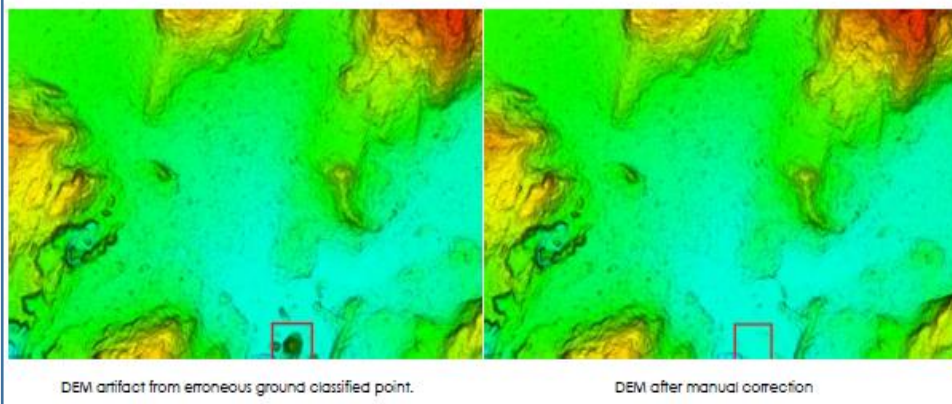 DEM artifact from erroneous ground classified point.
DEM after manual correction